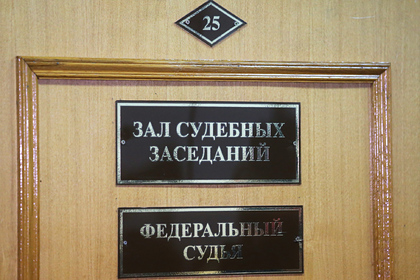 25
ЗАЛ СУДЕБНЫХ
ЗАСЕДАНИЙ
ФЕДЕРАЛЬНЫЙ
СУДЬЯ